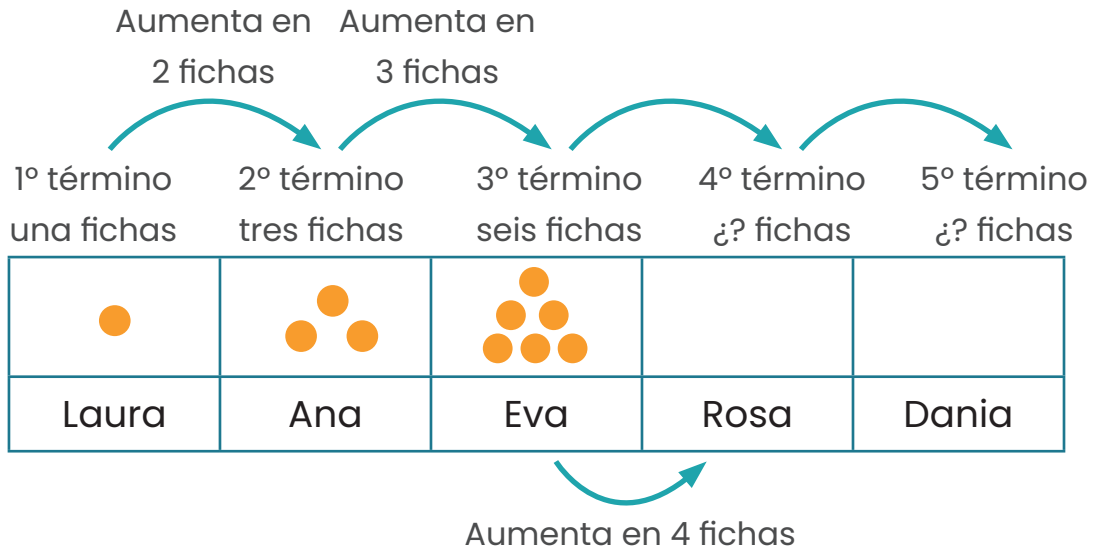 Aumenta en Aumenta en
2 fichas 3 fichas
1º término 2º término 3º término 4º término 5º término
una fichas tres fichas seis fichas ¿? fichas ¿? fichas
Laura Ana Eva Rosa Dania
Aumenta en 4 fichas